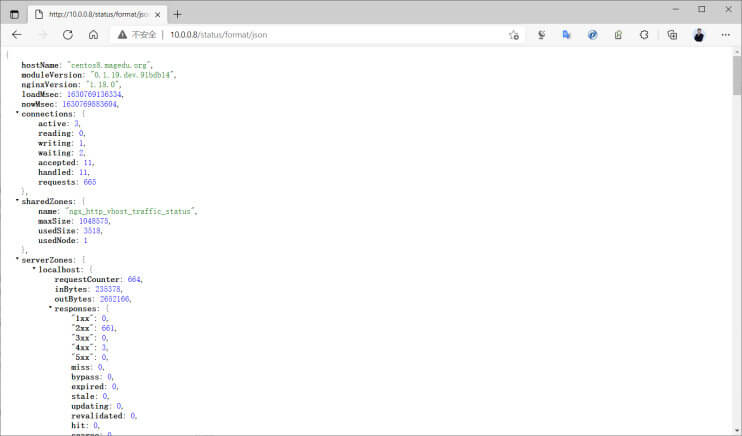 http://10.0.0.8/status/format/jso
不安全 | 10.0.0.8/status/format/json
{
hostName: "centos8.magedu.org",
moduleVersion: "0.1.19.dev.91bdb14",
nginxVersion: "1.18.0",
loadMsec: 1630769136334,
nowMsec: 1630769883604,
connections: {
active: 3,
reading: 0,
writing: 1,
waiting: 2,
accepted: 11,
handled: 11,
requests: 665
},
sharedZones: {
name: "ngx_http_vhost_traffic_status",
maxSize: 1048575,
usedSize: 3518,
usedNode: 1
},
serverZones: {
localhost: {
requestCounter: 664,
inBytes: 235378,
outBytes: 2652166,
responses: {
"1xx": 0,
"2xx": 661,
"3xx": 0,
"4xx": 3,
"5xx": 0,
miss: 0,
bypass: 0,
expired: 0,
stale: 0,
updating: 0,
revalidated: 0,
hit: 0,